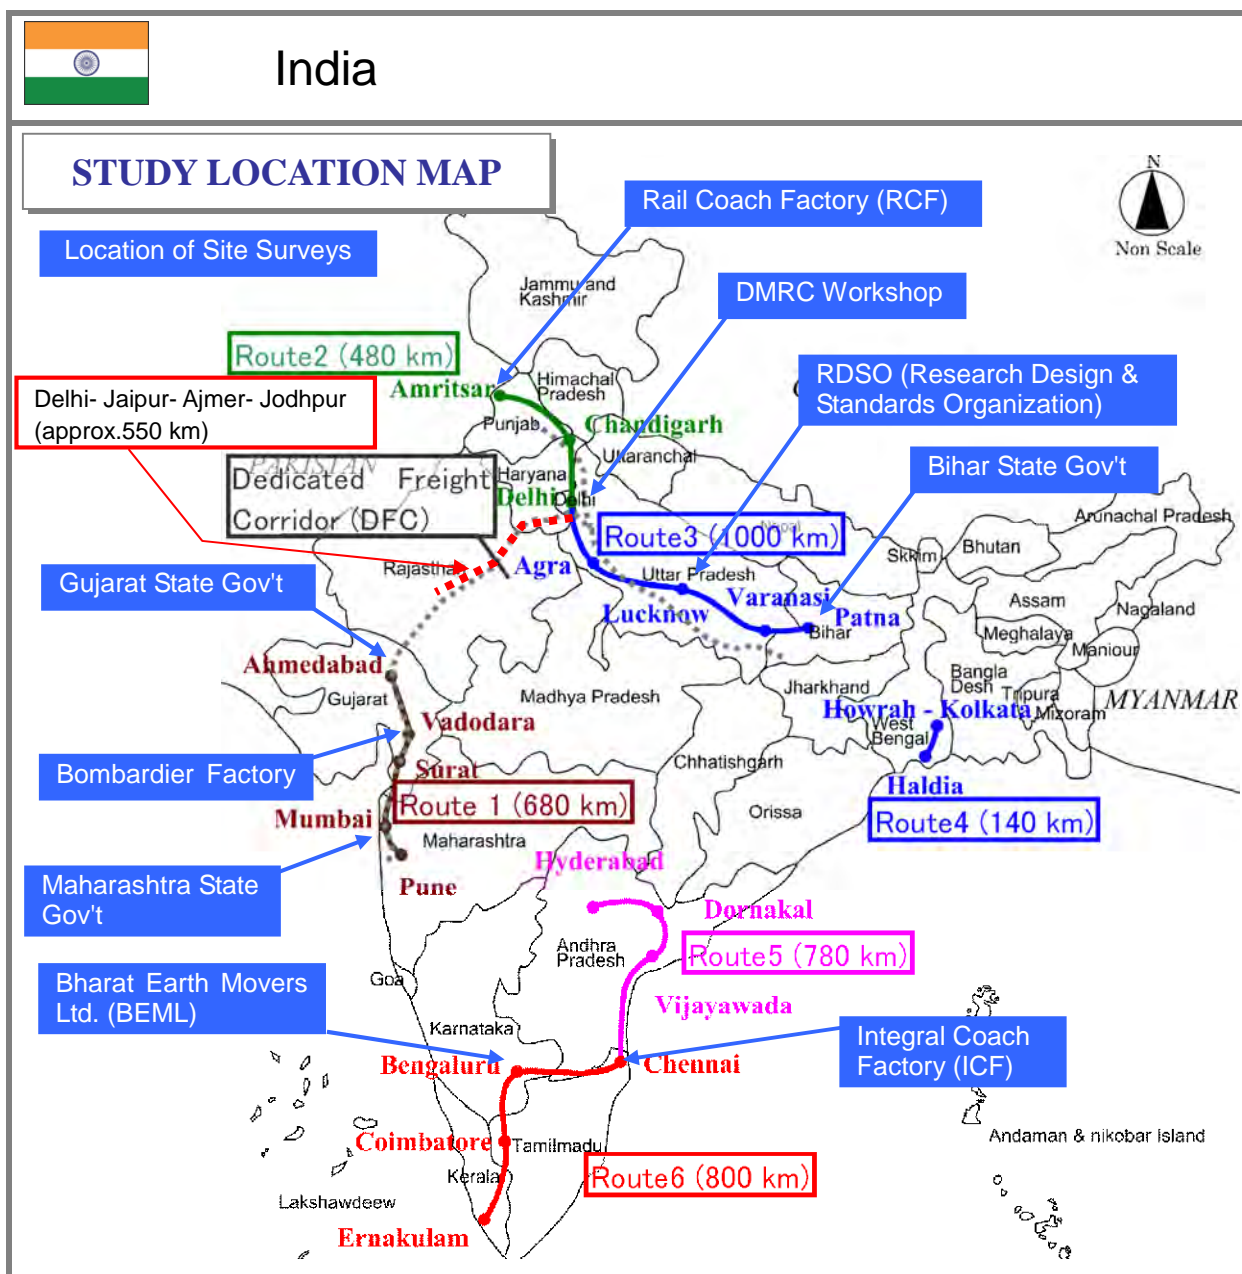 India
STUDY LOCATION MAP
N
Non Scale
Rail Coach Factory (RCF)
Location of Site Surveys
Jammu and
Kashmir
DMRC Workshop
Route2 (480 km)
RDSO (Research Design &
Standards Organization)
Amritsar
Himachal
Pradesh
Delhi- Jaipur- Ajmer- Jodhpur
(approx.550 km)
Punjab
Chandigarh
Uttaranchal
Bihar State Gov't
PAKISTAN
Haryana
Dedicated Freight
Corridor (DFC)
Delhi
Delhi
Route3 (1000 km)
Nepal
Arunachal Pradesh
Skkim
Bhutan
Gujarat State Gov't
Rajasthan
Agra
Uttar Pradesh
Lucknow
Varanasi
Patna
Bihar
Assam
Nagaland
Meghalaya
Maniour
Ahmedabad
Gujarat
Madhya Pradesh
Jharkhand
Bangla
Desh
Tripura
Mizoram
MYANMAR
Howrah - Kolkata
West
Bengal
Vadodara
Bombardier Factory
Surat
Chhatishgarh
Haldia
Route 1 (680 km)
Orissa
Route4 (140 km)
Mumbai
Maharashtra
Hyderabad
Maharashtra State
Gov't
Pune
Dornakal
Andhra
Pradesh
Route5 (780 km)
Goa
Bharat Earth Movers
Ltd. (BEML)
Vijayawada
Karnataka
Integral Coach
Factory (ICF)
Bengaluru
Chennai
Coimbatore
Tamilmadu
Andaman & nikobar island
Kerala
Route6 (800 km)
Lakshawdeew
Ernakulam